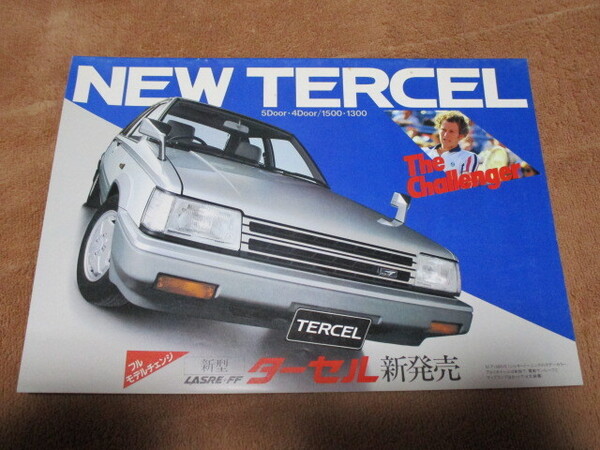 NEW TERCEL
5Door・4Door/1500・1300
The
Challenger
TERCEL
フル
モデルチェンジ
新型
LASRE・FF
ターセル 新発売